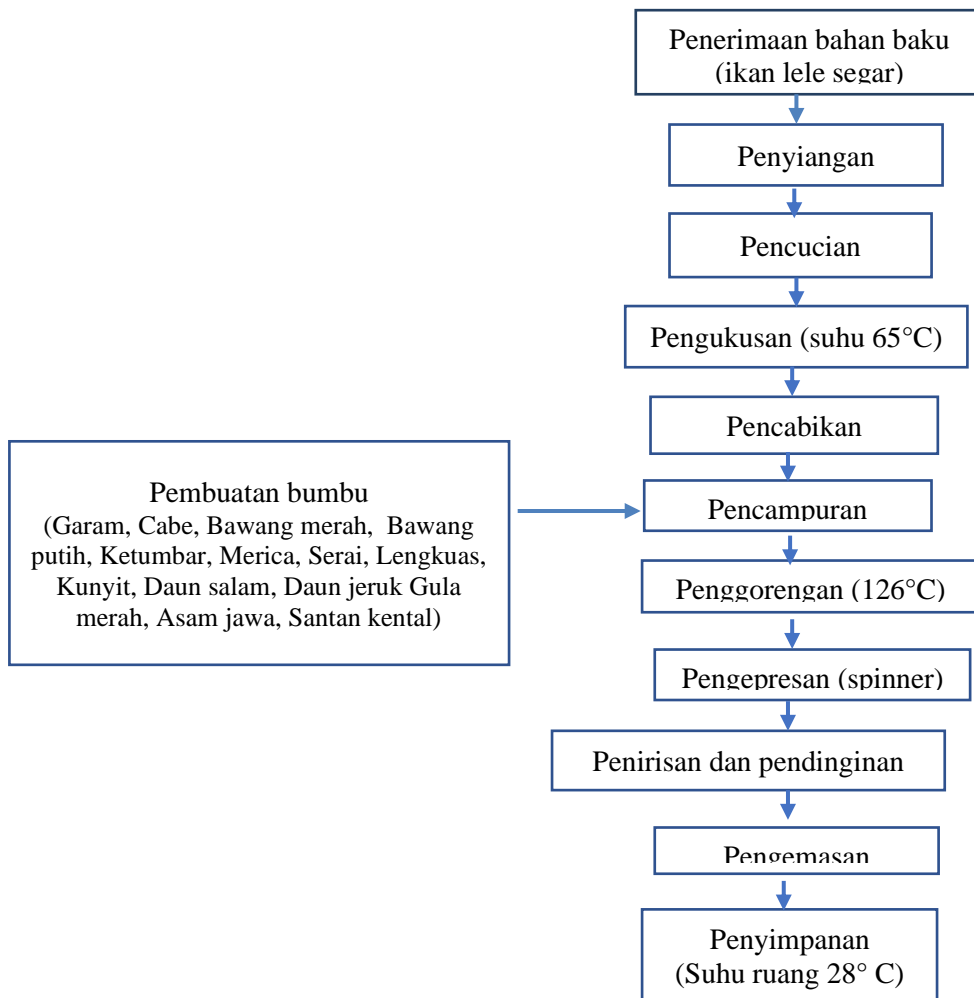 Penerimaan bahan baku
(ikan lele segar)
Penyiangan
Pencucian
Pengukusan (suhu 65°C)
Pencabikan
Pembuatan bumbu
(Garam, Cabe, Bawang merah, Bawang
putih, Ketumbar, Merica, Serai, Lengkuas,
Kunyit, Daun salam, Daun jeruk Gula
merah, Asam jawa, Santan kental)
Pencampuran
Penggorengan (126°C)
Pengepresan (spinner)
Penirisan dan pendinginan
Pengemasan
Penyimpanan
(Suhu ruang 28° C)